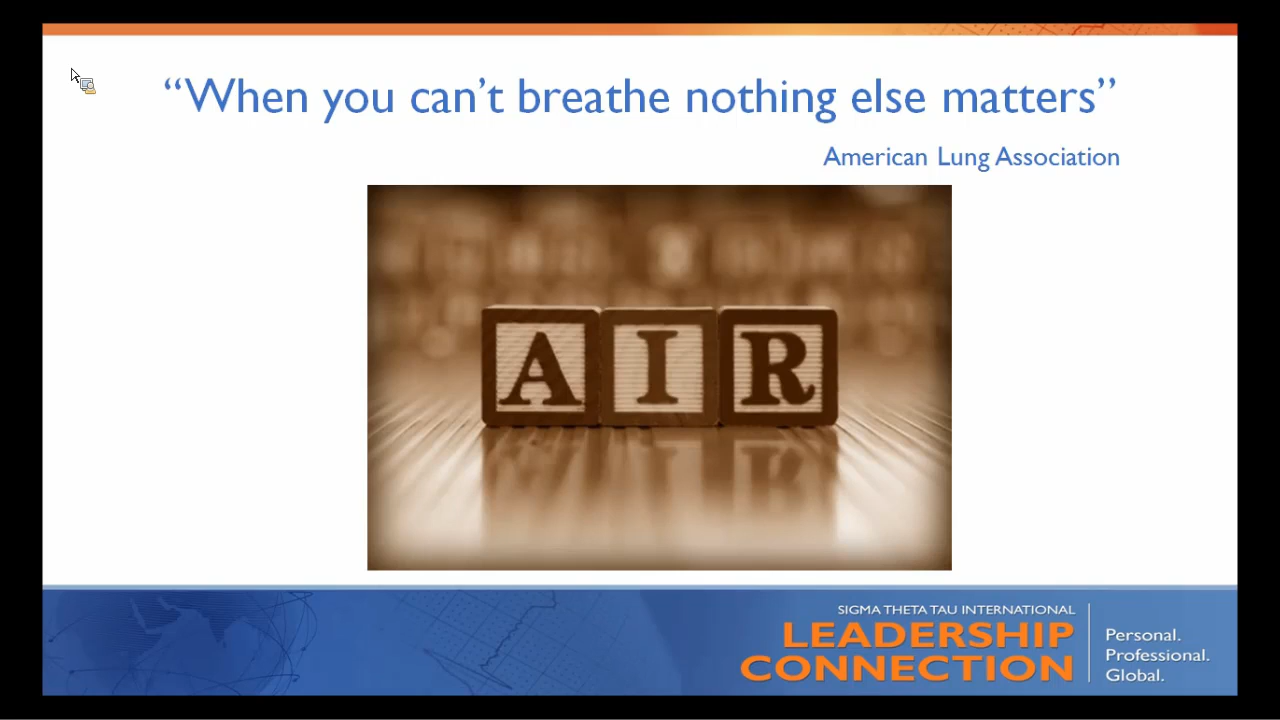 “When you can’t breathe nothing else matters”
American Lung Association
AIR
SIGMA THETA TAU INTERNATIONAL
LEADERSHIP
CONNECTION
Personal.
Professional.
Global.